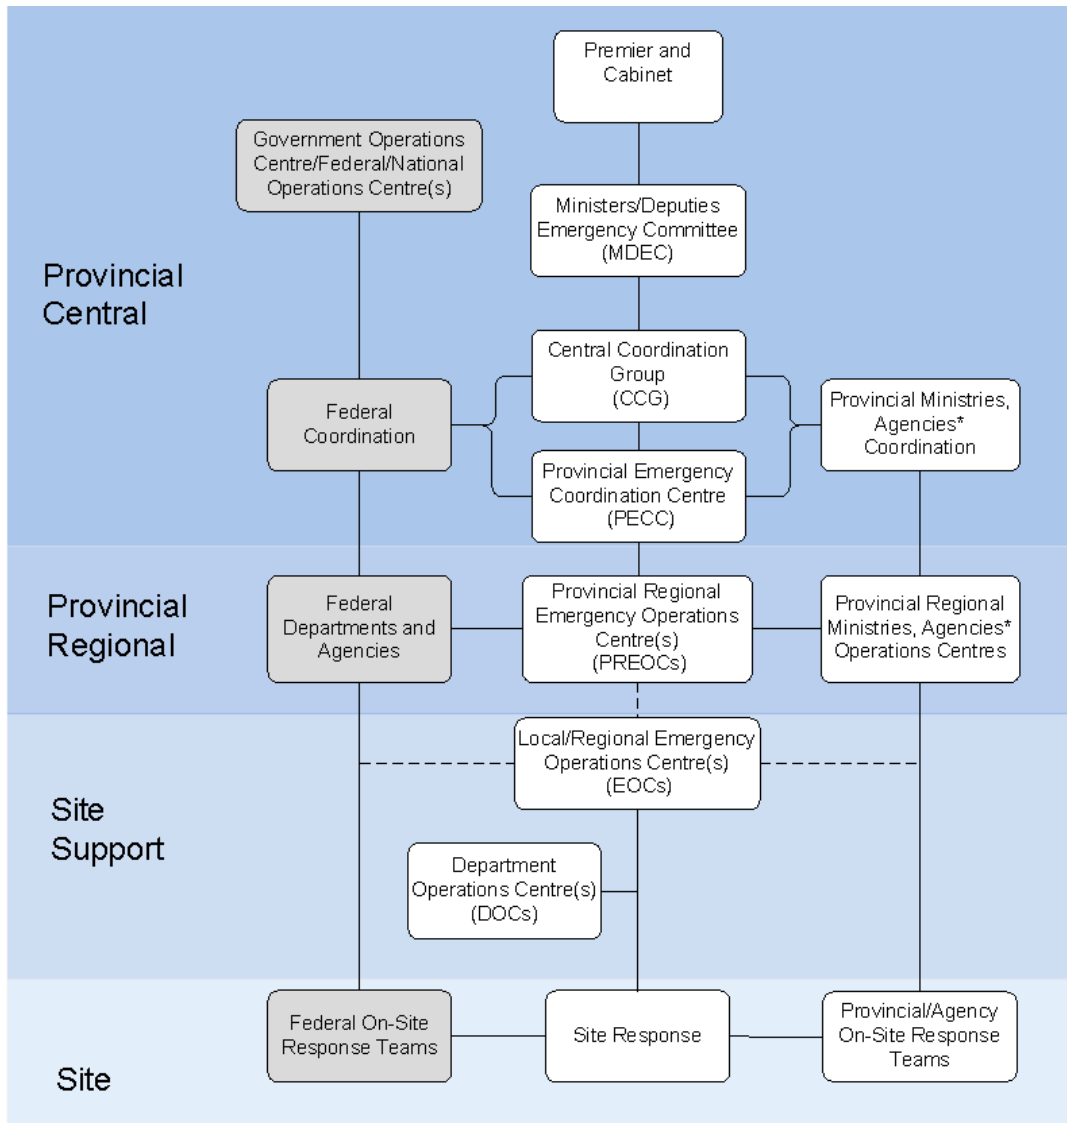 Premier and
Cabinet
Government Operations
Centre/Federal/National
Operations Centre(s)
Ministers/Deputies
Emergency Committee
(MDEC)
Provincial
Central
Central Coordination
Group
(CCG)
Federal
Coordination
Provincial Ministries,
Agencies*
Coordination
Provincial Emergency
Coordination Centre
(PECC)
Provincial
Regional
Federal
Departments and
Agencies
Provincial Regional
Emergency Operations
Centre(s)
(PREOCs)
Provincial Regional
Ministries, Agencies*
Operations Centres
Local/Regional Emergency
Operations Centre(s)
(EOCs)
Site
Support
Department
Operations Centre(s)
(DOCs)
Federal On-Site
Response Teams
Site Response
Provincial/Agency
On-Site Response
Teams
Site